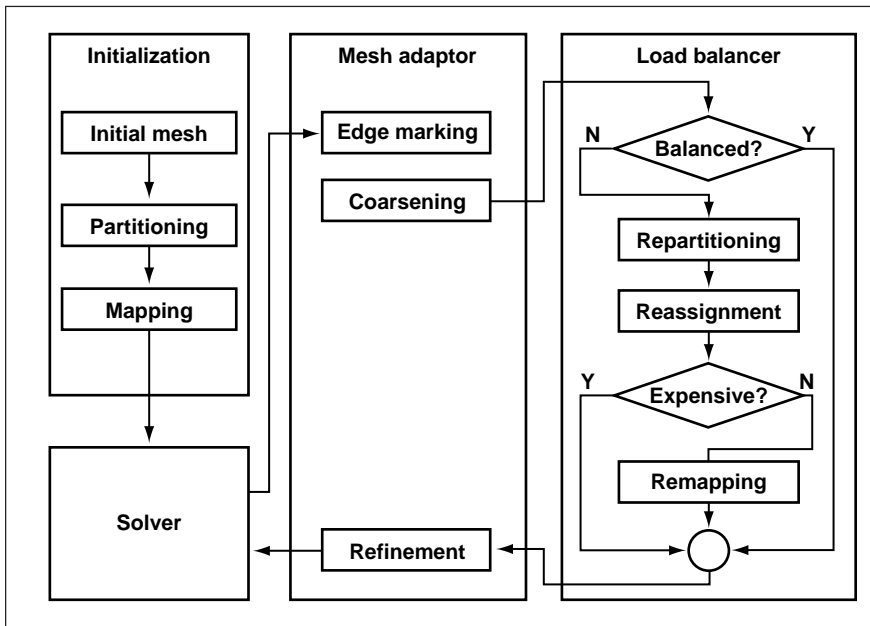 Initialization
Initial mesh
Partitioning
Mapping
Solver
Mesh adaptor
Edge marking
Coarsening
Refinement
Load balancer
N
Y
Balanced?
Repartitioning
Reassignment
Y
N
Expensive?
Remapping